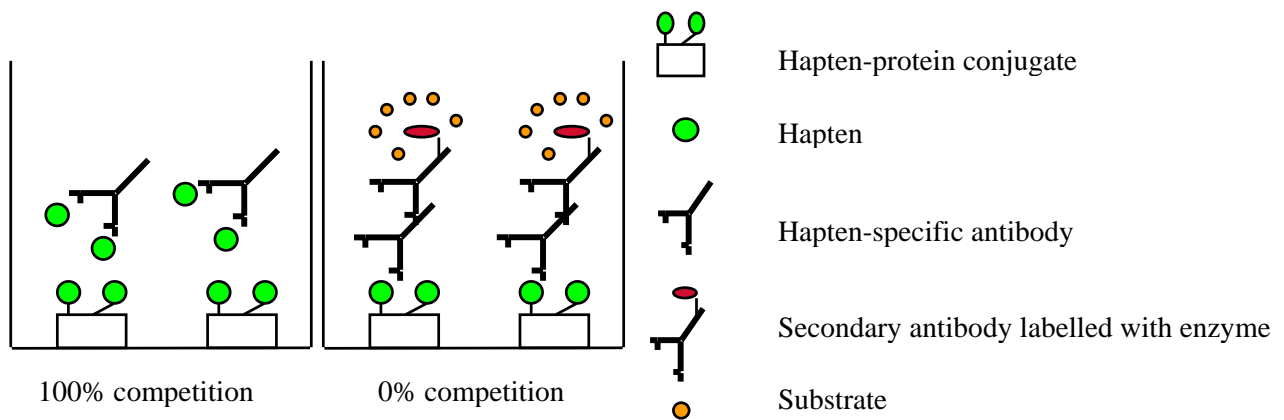 Hapten-protein conjugate
Hapten
Hapten-specific antibody
Secondary antibody labelled with enzyme
Substrate
100% competition
0% competition